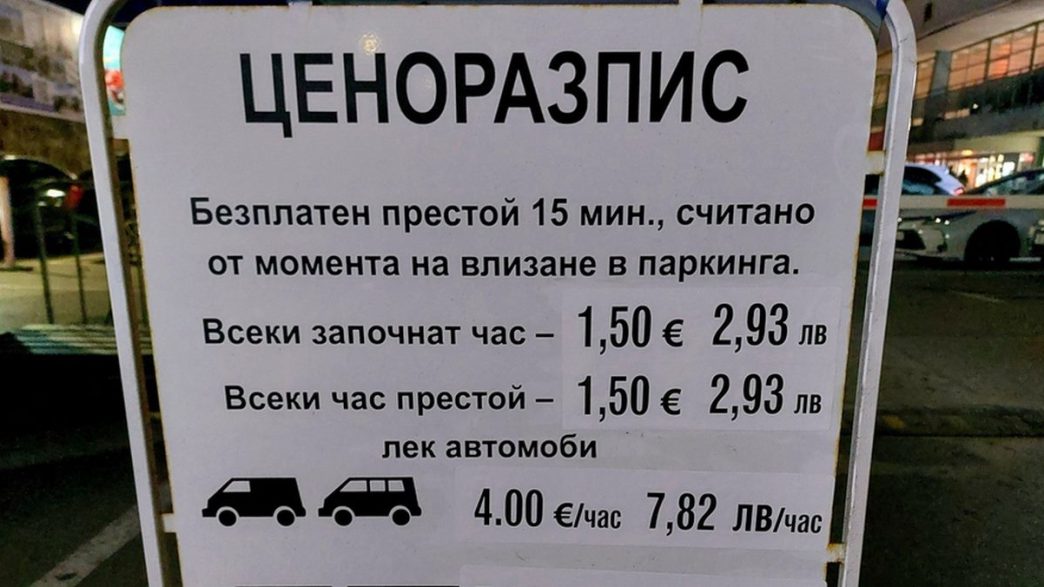 ЦЕНОРАЗПИС
Безплатен престой 15 мин., считано
от момента на влизане в паркинга.
Всеки започнат час – 1,50 € 2,93 лв
Всеки час престой – 1,50 € 2,93 лв
лек автомоби
4.00 €/час 7,82 лв/час